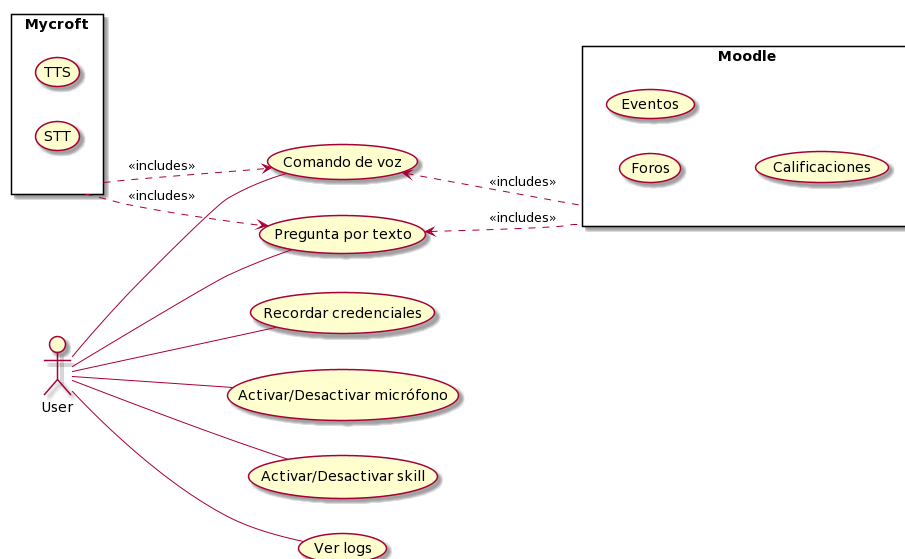 Mycroft
TTS
STT
Moodle
Eventos
Foros
Calificaciones
«includes»
«includes»
«includes»
«includes»
Comando de voz
Pregunta por texto
Recordar credenciales
Activar/Desactivar micrófono
Activar/Desactivar skill
Ver logs
User